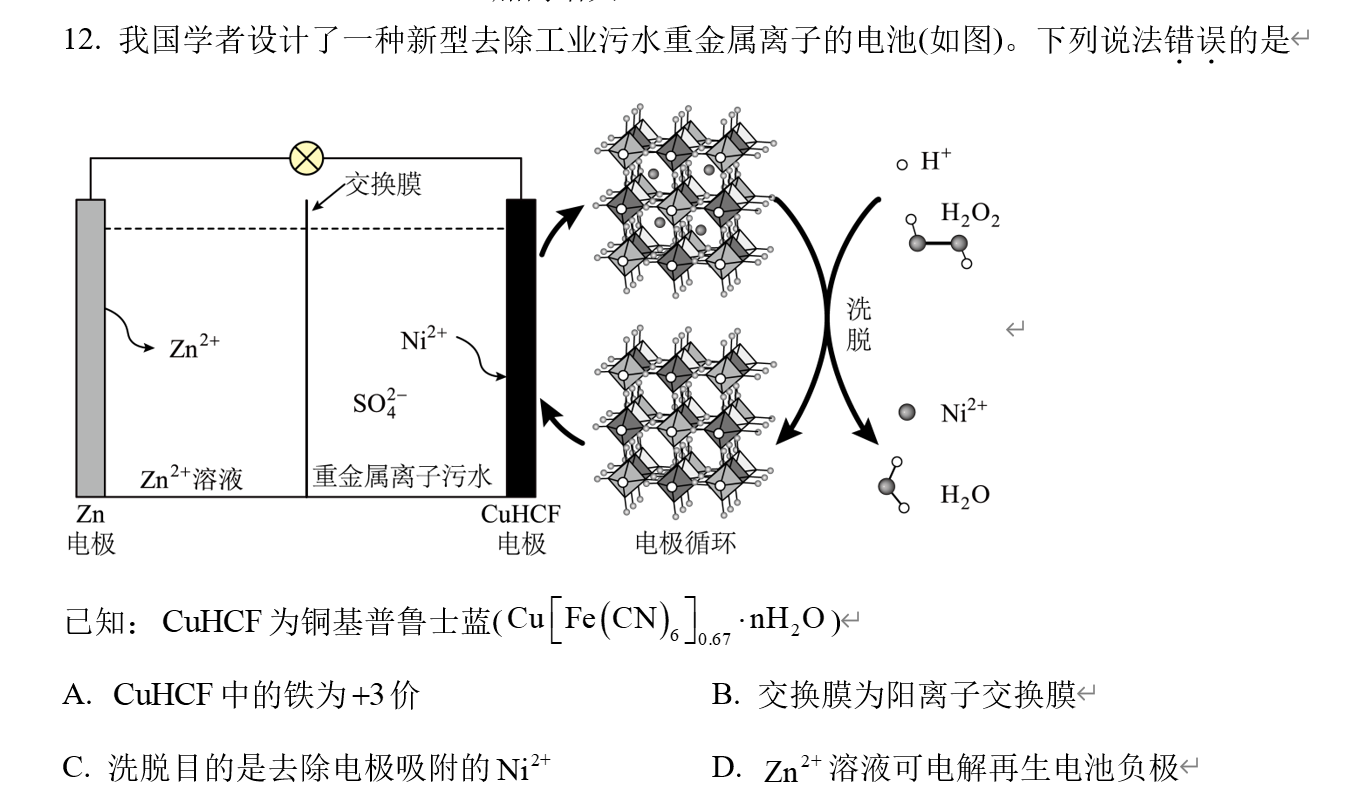 12. 我国学者设计了一种新型去除工业污水重金属离子的电池(如图)。下列说法错误的是↵
交换膜
Zn²⁺
Ni²⁺
SO₄²⁻
Zn²⁺溶液
重金属离子污水
Zn
电极
CuHCF
电极
电极循环
H⁺
H₂O₂
洗
脱
↵
Ni²⁺
H₂O
已知：CuHCF为铜基普鲁士蓝(Cu[Fe(CN)₆]₀.₆₇·nH₂O)↵
A. CuHCF中的铁为+3价 B. 交换膜为阳离子交换膜↵
C. 洗脱目的是去除电极吸附的Ni²⁺ D. Zn²⁺溶液可电解再生电池负极↵